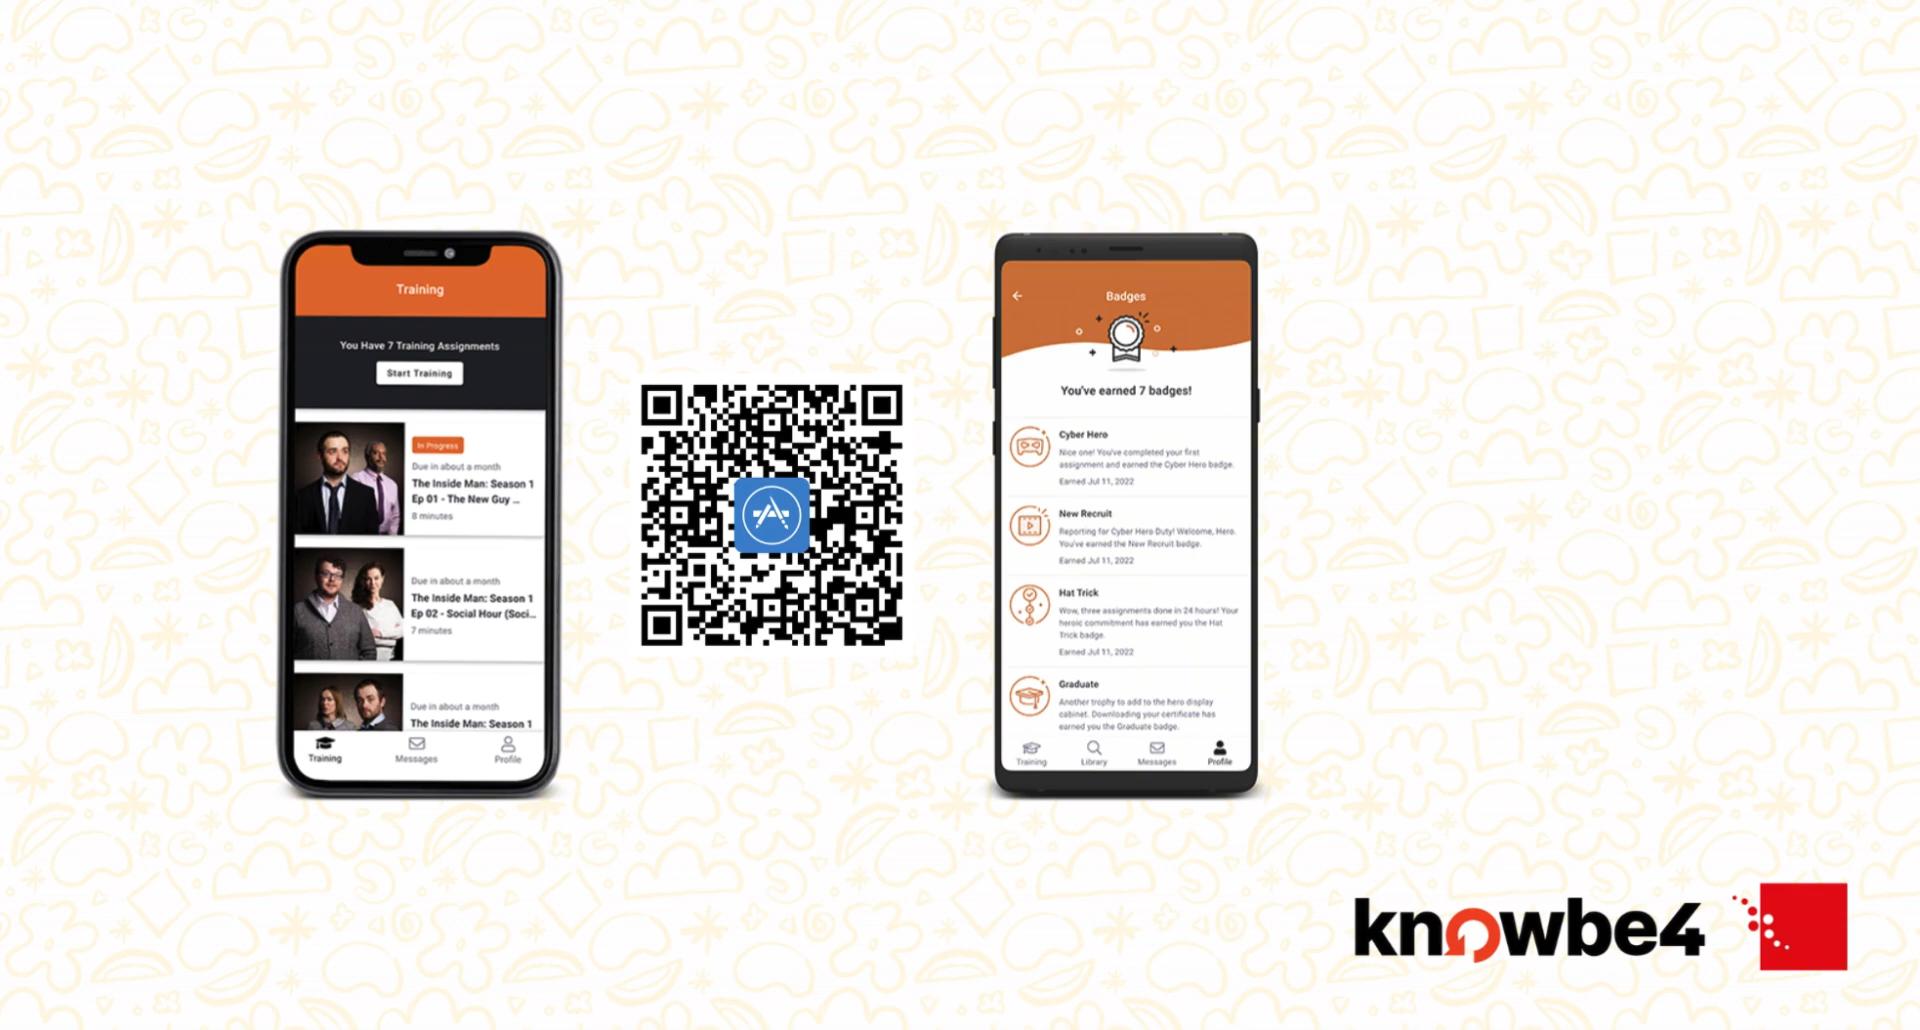 Training
You Have 7 Training Assignments
Start Training
In Progress
Due in about a month
The Inside Man: Season 1
Ep 01 - The New Guy ...
8 minutes
Due in about a month
The Inside Man: Season 1
Ep 02 - Social Hour (Soci...
7 minutes
Due in about a month
The Inside Man: Season 1
Training
Messages
Profile
Badges
You've earned 7 badges!
Cyber Hero
Nice one! You've completed your first
assignment and earned the Cyber Hero badge.
Earned Jul 11, 2022
New Recruit
Reporting for Cyber Hero Duty! Welcome, Hero.
You've earned the New Recruit badge.
Earned Jul 11, 2022
Hat Trick
Wow, three assignments done in 24 hours! Your
heroic commitment has earned you the Hat
Trick badge.
Earned Jul 11, 2022
Graduate
Another trophy to add to the hero display
cabinet. Downloading your certificate has
earned you the Graduate badge.
Training
Library
Messages
Profile
knowbe4